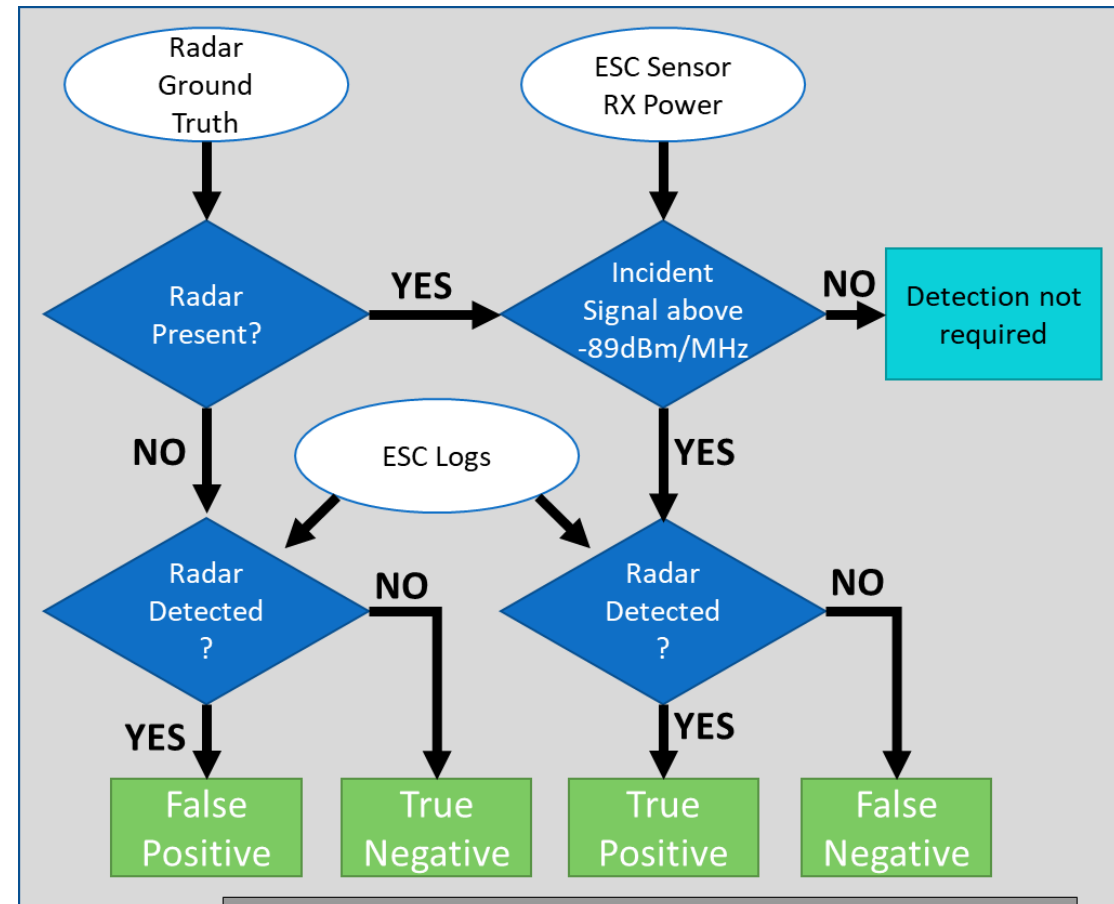 Radar
Ground
Truth
ESC Sensor
RX Power
Radar
Present?
YES
Incident
Signal above
-89dBm/MHz
NO
Detection not
required
NO
ESC Logs
YES
Radar
Detected
?
NO
Radar
Detected
?
NO
YES
YES
False
Positive
True
Negative
True
Positive
False
Negative